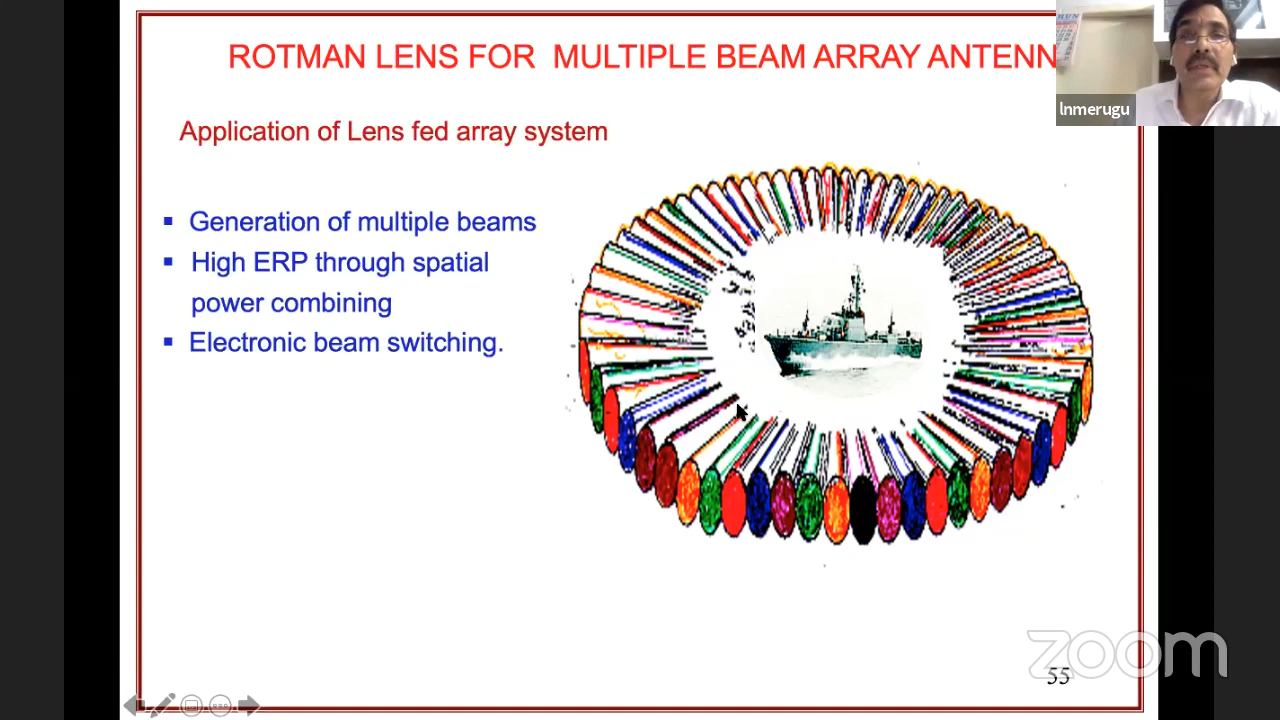 ROTMAN LENS FOR MULTIPLE BEAM ARRAY ANTENN
lnmerugu
Application of Lens fed array system
▪ Generation of multiple beams
▪ High ERP through spatial
power combining
▪ Electronic beam switching.
zoom
55